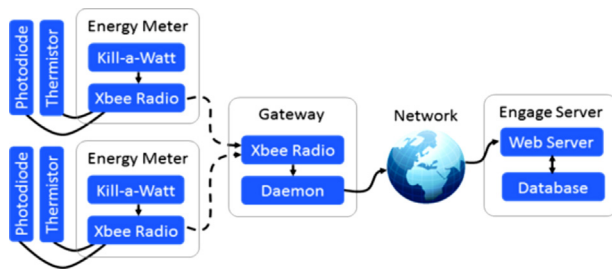 Photodiode
Thermistor
Energy Meter
Kill-a-Watt
Xbee Radio
Photodiode
Thermistor
Energy Meter
Kill-a-Watt
Xbee Radio
Gateway
Xbee Radio
Daemon
Network
Engage Server
Web Server
Database